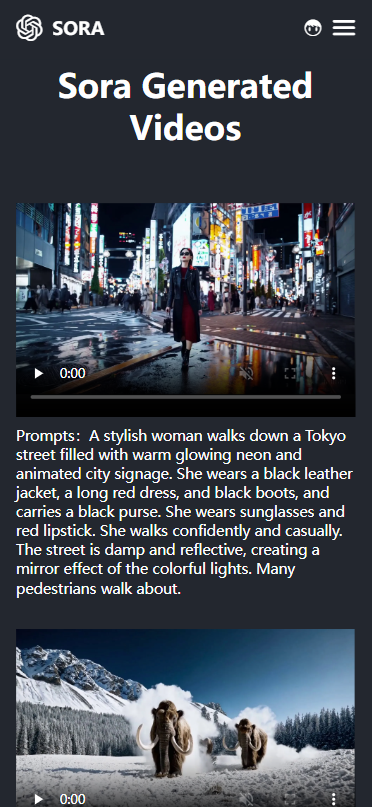 SORA
Sora Generated
Videos
0:00
Prompts： A stylish woman walks down a Tokyo
street filled with warm glowing neon and
animated city signage. She wears a black leather
jacket, a long red dress, and black boots, and
carries a black purse. She wears sunglasses and
red lipstick. She walks confidently and casually.
The street is damp and reflective, creating a
mirror effect of the colorful lights. Many
pedestrians walk about.
0:00